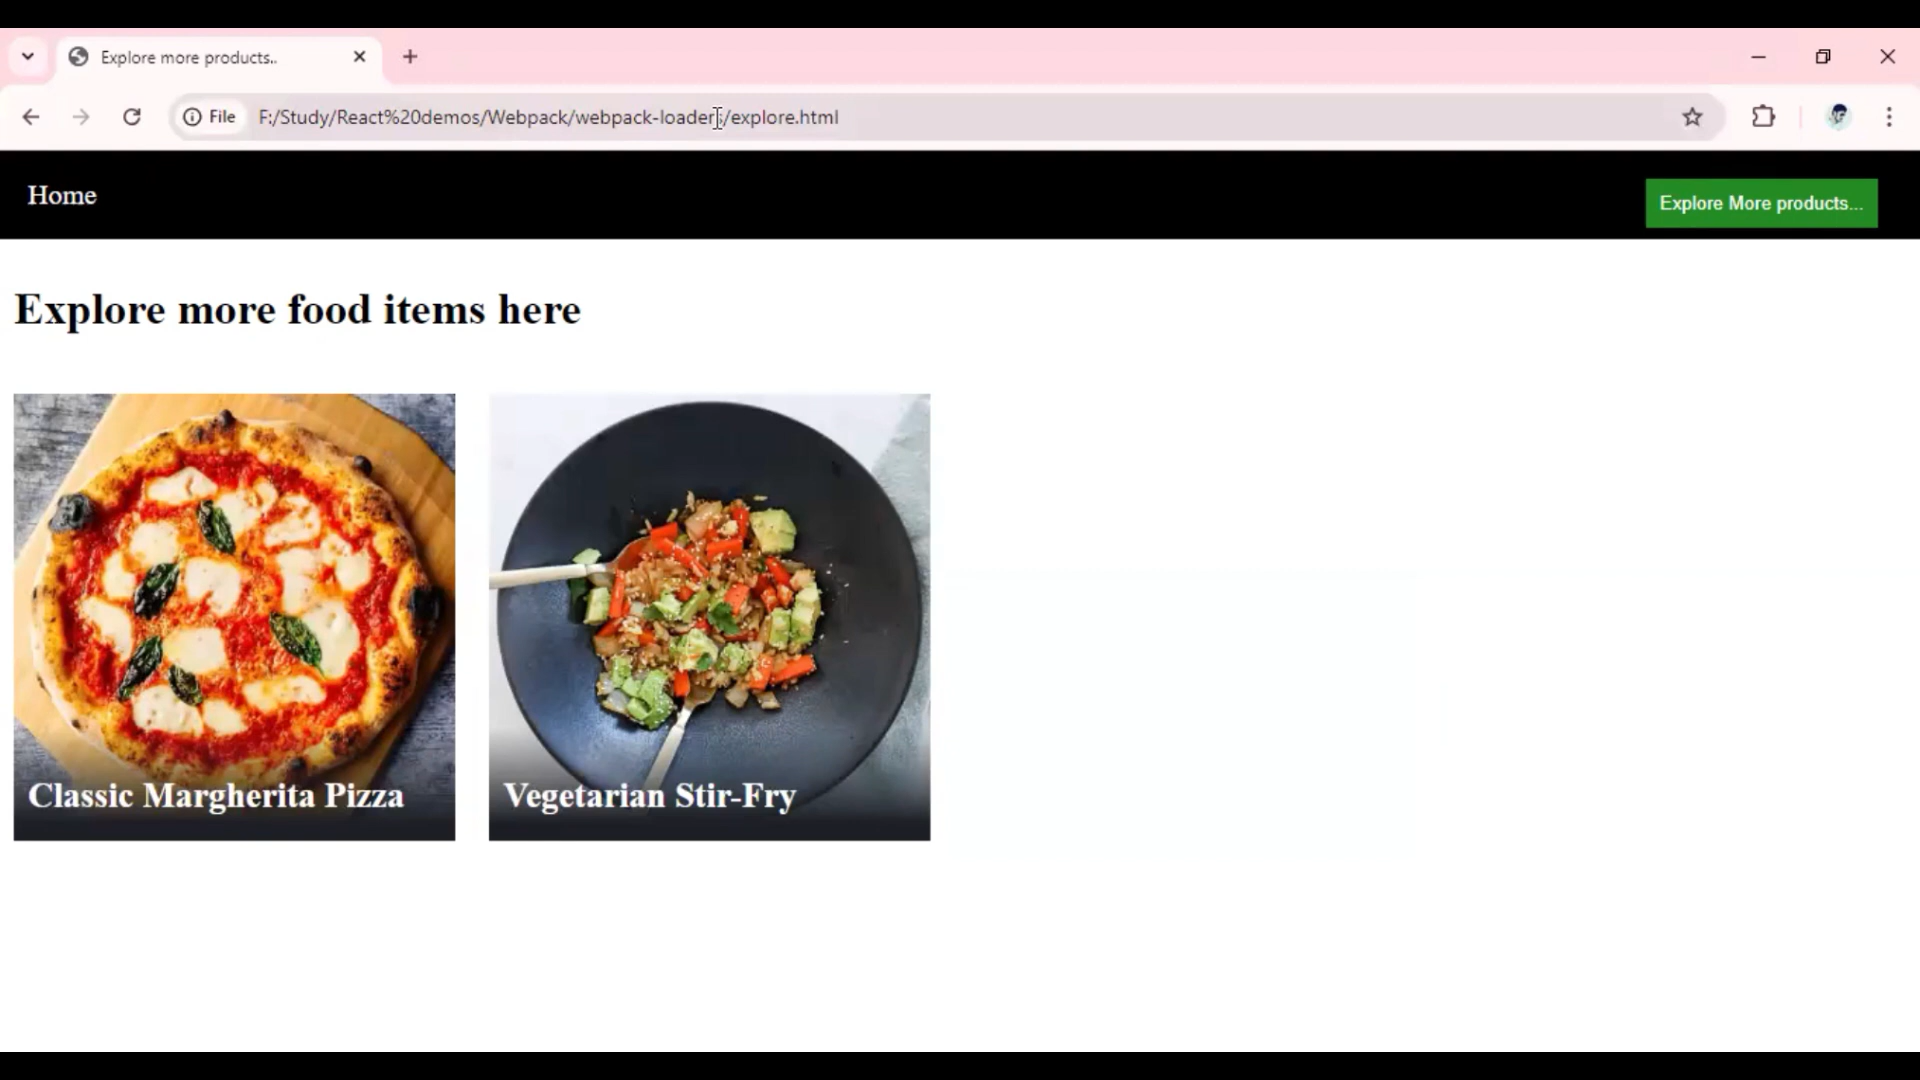 Explore more products..
File
F:/Study/React%20demos/Webpack/webpack-loaders/explore.html
Home
Explore More products...
Explore more food items here
Classic Margherita Pizza
Vegetarian Stir-Fry